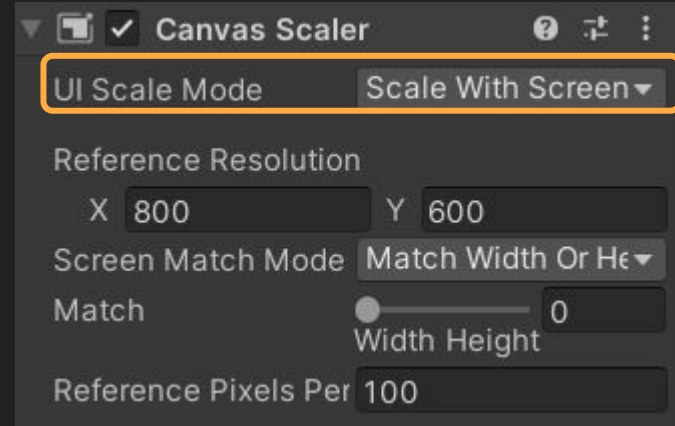 Canvas Scaler
UI Scale Mode Scale With Screen
Reference Resolution
X 800 Y 600
Screen Match Mode Match Width Or He
Match 0
Width Height
Reference Pixels Per 100